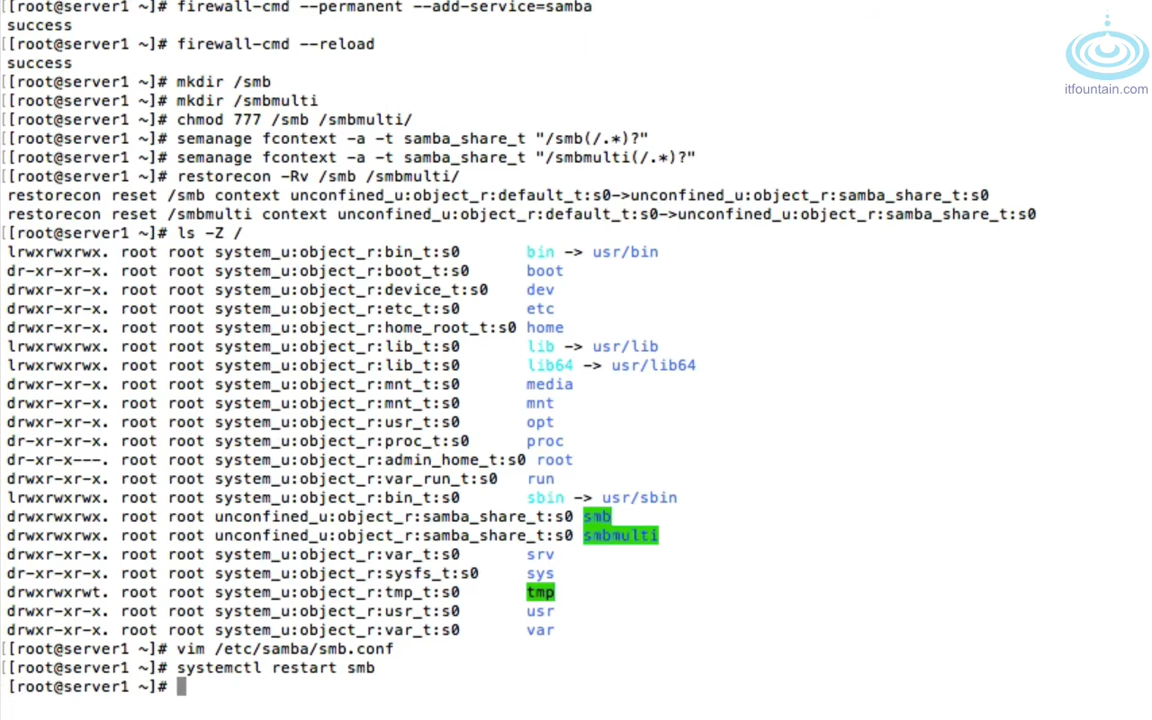 [[root@server1 ~]# firewall-cmd --permanent --add-service=samba
success
[[root@server1 ~]# firewall-cmd --reload
success
[[root@server1 ~]# mkdir /smb
[[root@server1 ~]# mkdir /smbmulti
[[root@server1 ~]# chmod 777 /smb /smbmulti/
[[root@server1 ~]# semanage fcontext -a -t samba_share_t "/smb(/.*)?"
[[root@server1 ~]# semanage fcontext -a -t samba_share_t "/smbmulti(/.*)?"
[[root@server1 ~]# restorecon -Rv /smb /smbmulti/
restorecon reset /smb context unconfined_u:object_r:default_t:s0->unconfined_u:object_r:samba_share_t:s0
restorecon reset /smbmulti context unconfined_u:object_r:default_t:s0->unconfined_u:object_r:samba_share_t:s0
[[root@server1 ~]# ls -Z /
lrwxrwxrwx. root root system_u:object_r:bin_t:s0       bin -> usr/bin
dr-xr-xr-x. root root system_u:object_r:boot_t:s0      boot
drwxr-xr-x. root root system_u:object_r:device_t:s0    dev
drwxr-xr-x. root root system_u:object_r:etc_t:s0       etc
drwxr-xr-x. root root system_u:object_r:home_root_t:s0 home
lrwxrwxrwx. root root system_u:object_r:lib_t:s0       lib -> usr/lib
lrwxrwxrwx. root root system_u:object_r:lib_t:s0       lib64 -> usr/lib64
drwxr-xr-x. root root system_u:object_r:mnt_t:s0       media
drwxr-xr-x. root root system_u:object_r:mnt_t:s0       mnt
drwxr-xr-x. root root system_u:object_r:usr_t:s0       opt
dr-xr-xr-x. root root system_u:object_r:proc_t:s0      proc
dr-xr-x---. root root system_u:object_r:admin_home_t:s0 root
drwxr-xr-x. root root system_u:object_r:var_run_t:s0   run
lrwxrwxrwx. root root system_u:object_r:bin_t:s0       sbin -> usr/sbin
drwxrwxrwx. root root unconfined_u:object_r:samba_share_t:s0 smb
drwxrwxrwx. root root unconfined_u:object_r:samba_share_t:s0 smbmulti
drwxr-xr-x. root root system_u:object_r:var_t:s0       srv
dr-xr-xr-x. root root system_u:object_r:sysfs_t:s0     sys
drwxrwxrwt. root root system_u:object_r:tmp_t:s0       tmp
drwxr-xr-x. root root system_u:object_r:usr_t:s0       usr
drwxr-xr-x. root root system_u:object_r:var_t:s0       var
[[root@server1 ~]# vim /etc/samba/smb.conf
[[root@server1 ~]# systemctl restart smb
[root@server1 ~]#
itfountain.com